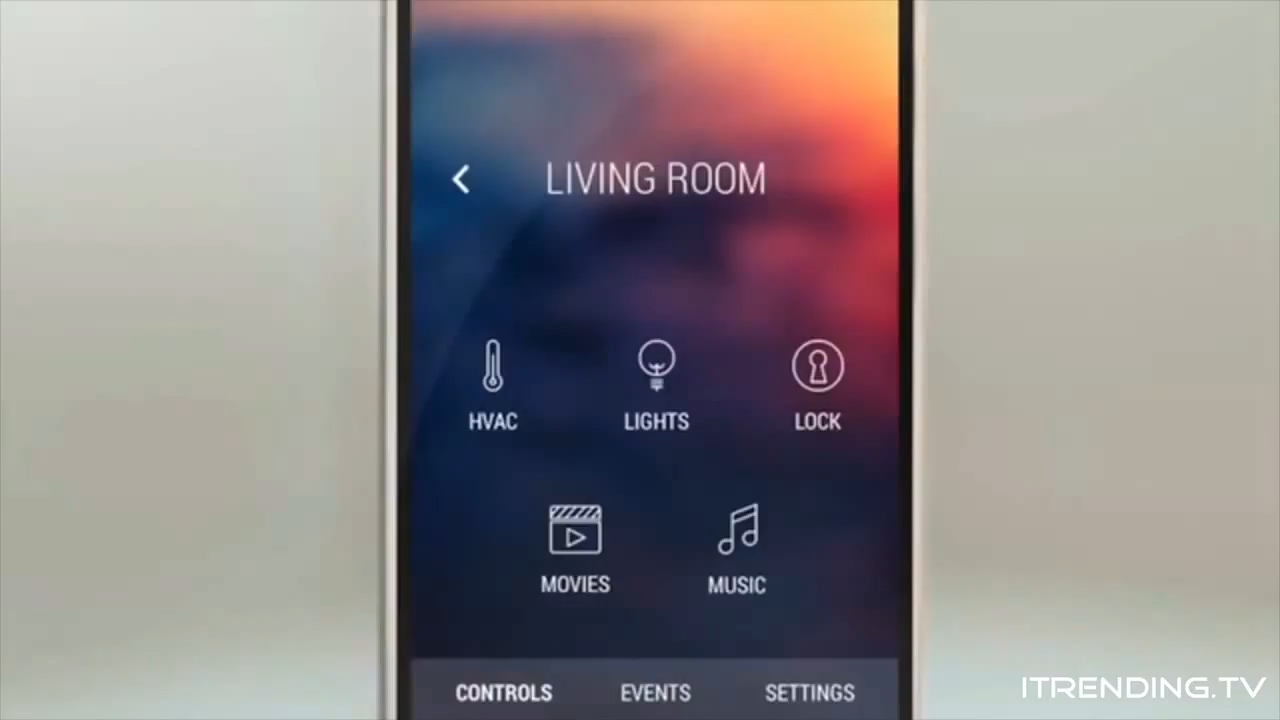 LIVING ROOM
HVAC LIGHTS LOCK
MOVIES MUSIC
CONTROLS EVENTS SETTINGS
ITRENDING.TV